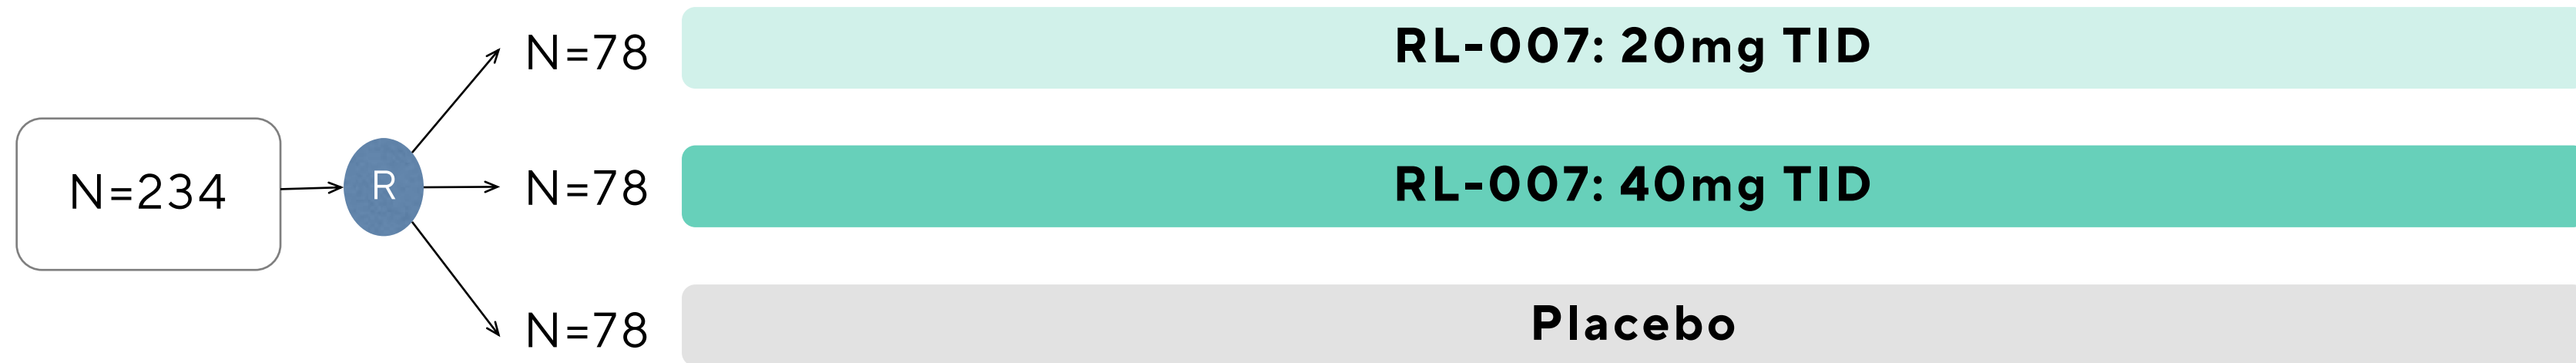 N=234
R
N=78
RL-007: 20mg TID
N=78
RL-007: 40mg TID
N=78
Placebo